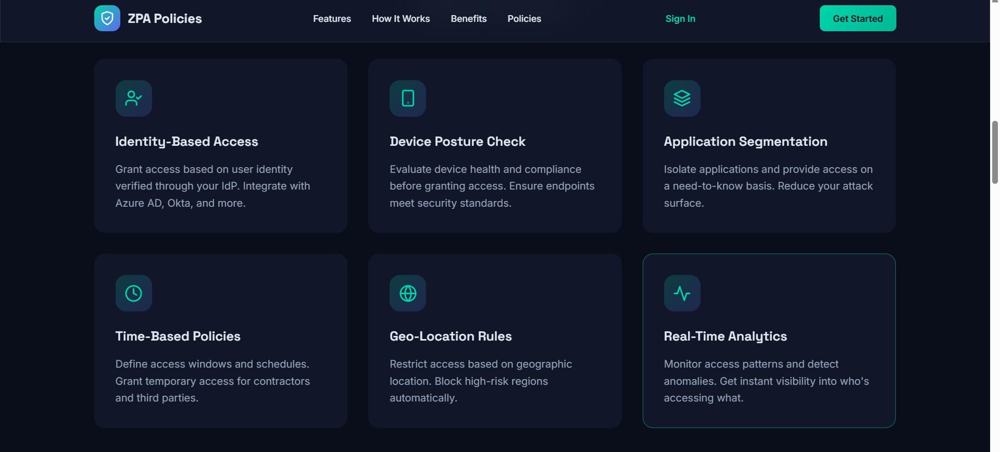 ZPA Policies
Features
How It Works
Benefits
Policies
Sign In
Get Started
Identity-Based Access
Grant access based on user identity
verified through your IdP. Integrate with
Azure AD, Okta, and more.
Device Posture Check
Evaluate device health and compliance
before granting access. Ensure endpoints
meet security standards.
Application Segmentation
Isolate applications and provide access on
a need-to-know basis. Reduce your attack
surface.
Time-Based Policies
Define access windows and schedules.
Grant temporary access for contractors
and third parties.
Geo-Location Rules
Restrict access based on geographic
location. Block high-risk regions
automatically.
Real-Time Analytics
Monitor access patterns and detect
anomalies. Get instant visibility into who's
accessing what.